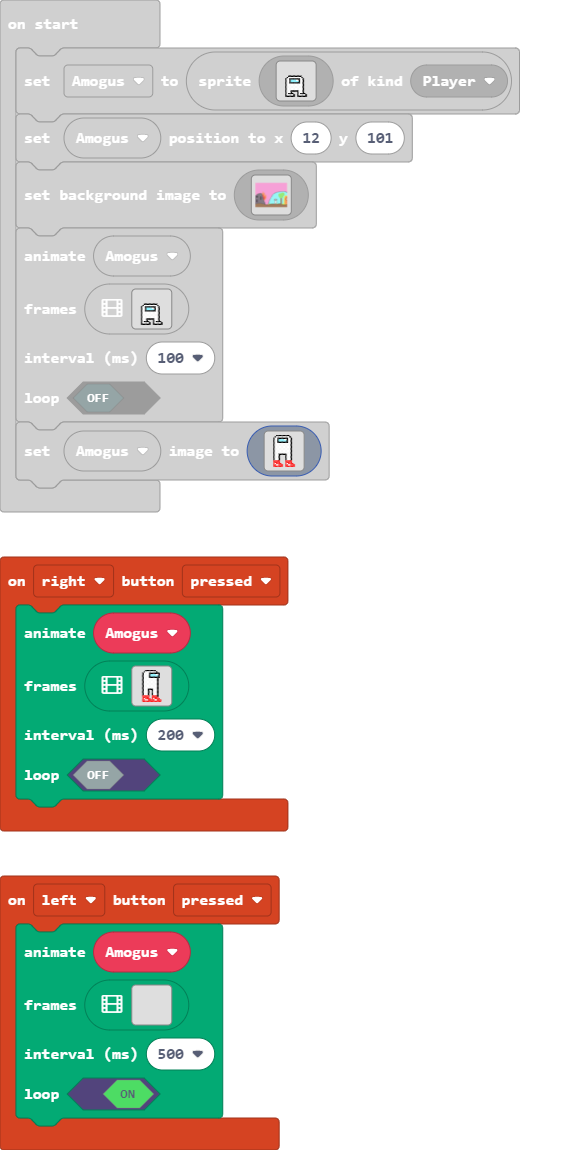 on start
set Amogus to sprite of kind Player
set Amogus position to x 12 y 101
set background image to
animate Amogus
frames
interval (ms) 100
loop OFF
set Amogus image to
on right button pressed
animate Amogus
frames
interval (ms) 200
loop OFF
on left button pressed
animate Amogus
frames
interval (ms) 500
loop ON